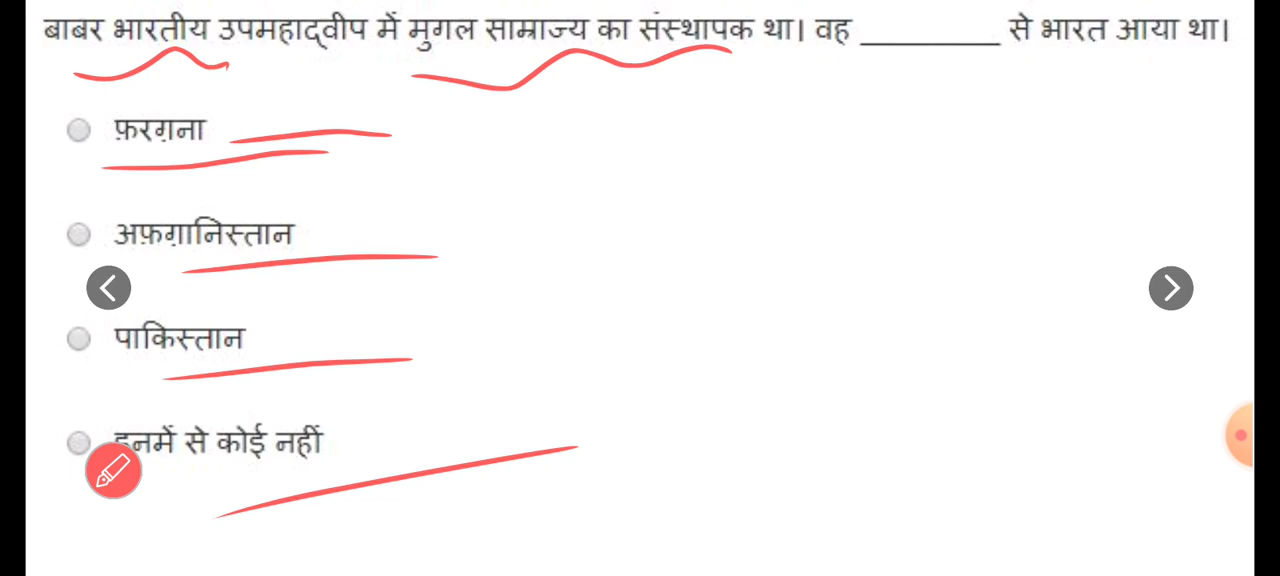 बाबर भारतीय उपमहाद्वीप में मुगल साम्राज्य का संस्थापक था। वह __________ से भारत आया था।
फ़रग़ना
अफ़ग़ानिस्तान
पाकिस्तान
इनमें से कोई नहीं